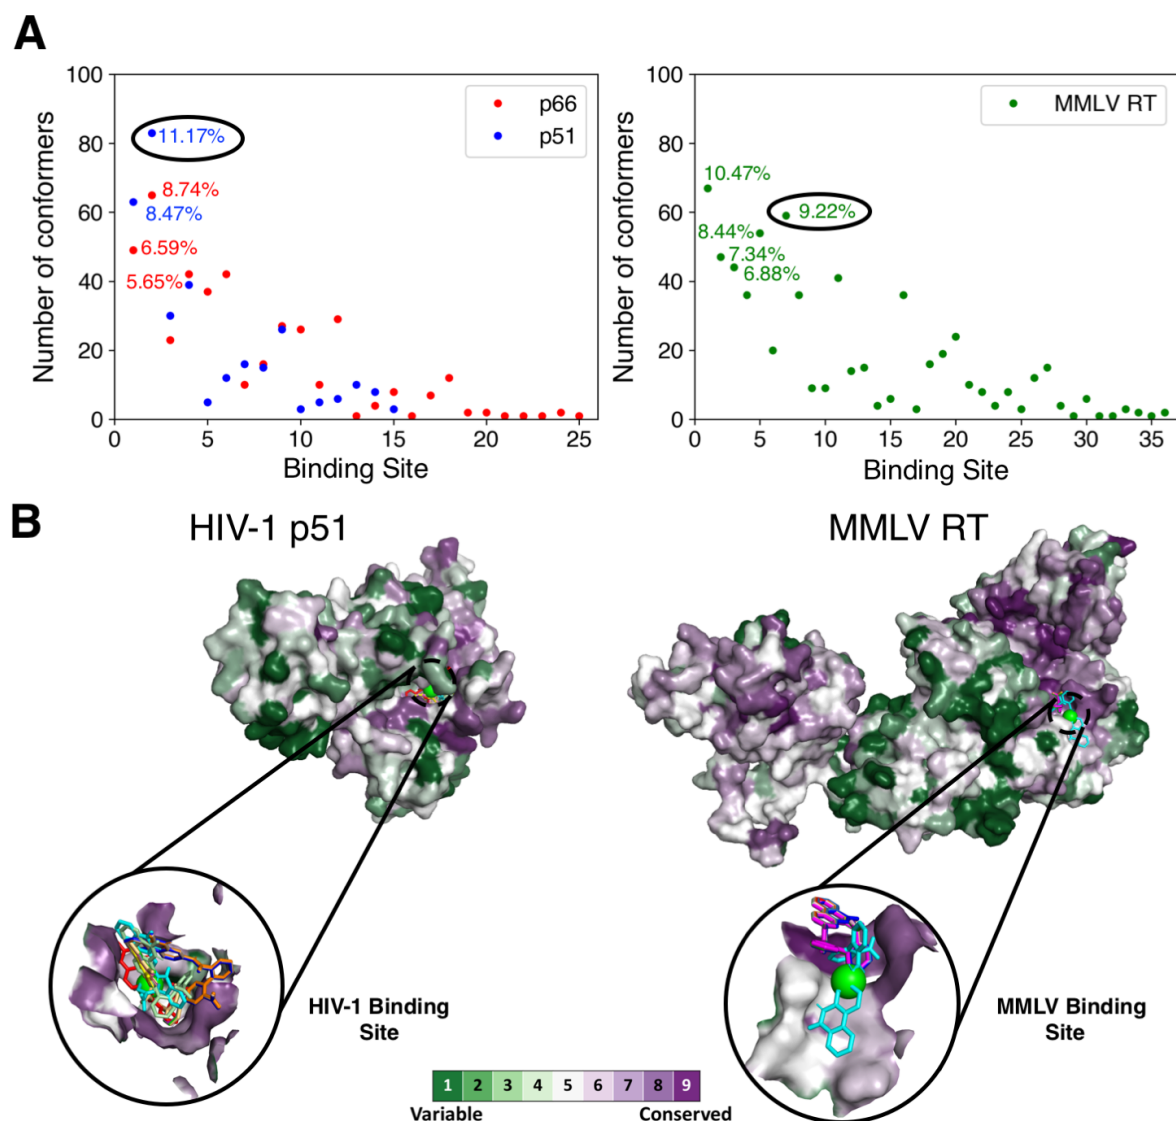 A
Number of conformers
100
80
60
40
20
0
0
5
10
15
20
25
Binding Site
p66
p51
11.17%
8.74%
8.47%
6.59%
5.65%
Number of conformers
100
80
60
40
20
0
0
5
10
15
20
25
30
35
Binding Site
MMLV RT
10.47%
9.22%
8.44%
7.34%
6.88%
B
HIV-1 p51
MMLV RT
HIV-1 Binding
Site
MMLV Binding
Site
1 2 3 4 5 6 7 8 9
Variable Conserved